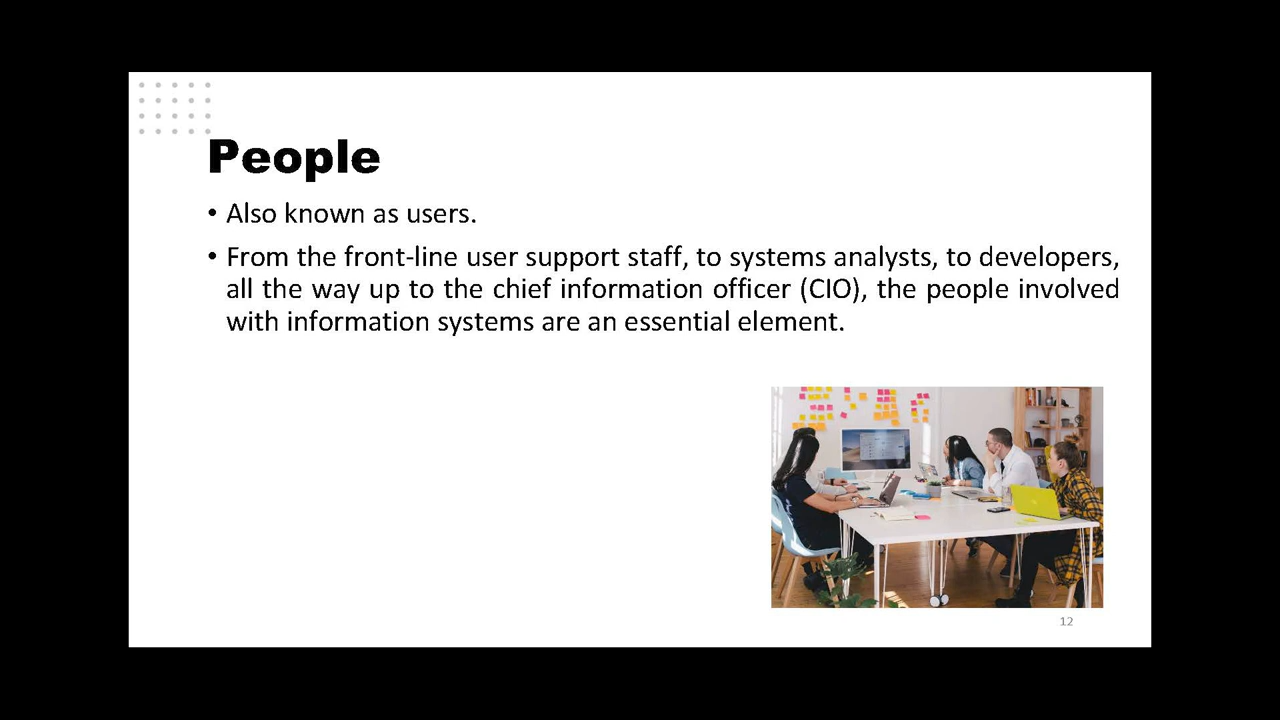 People
• Also known as users.
• From the front-line user support staff, to systems analysts, to developers,
all the way up to the chief information officer (CIO), the people involved
with information systems are an essential element.
12